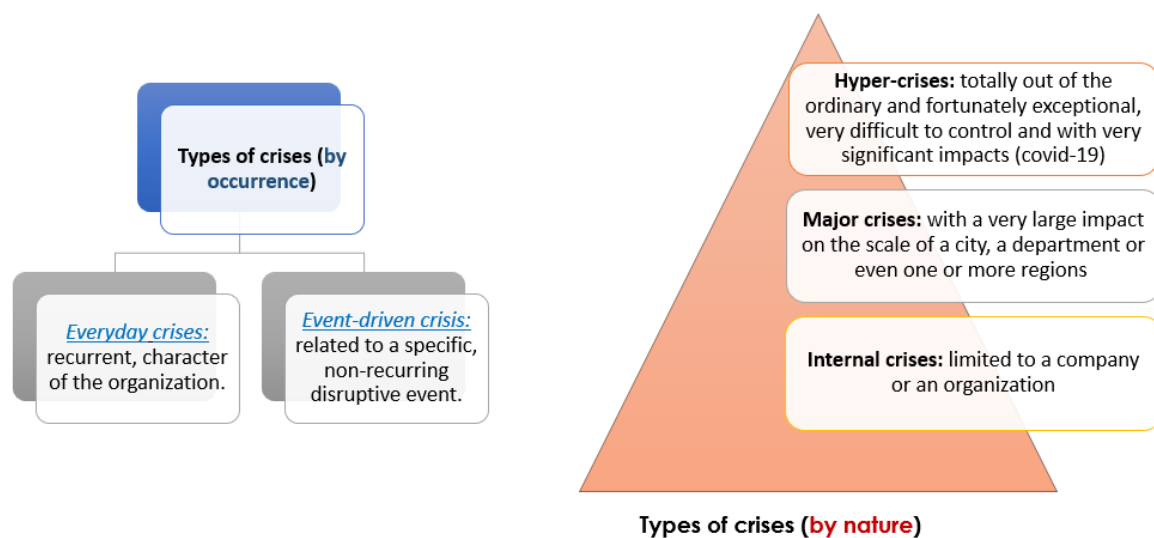 Types of crises (by
occurrence)
Everyday crises:
recurrent, character
of the organization.
Event-driven crisis:
related to a specific,
non-recurring
disruptive event.
Hyper-crises: totally out of the
ordinary and fortunately exceptional,
very difficult to control and with very
significant impacts (covid-19)
Major crises: with a very large impact
on the scale of a city, a department or
even one or more regions
Internal crises: limited to a company
or an organization
Types of crises (by nature)